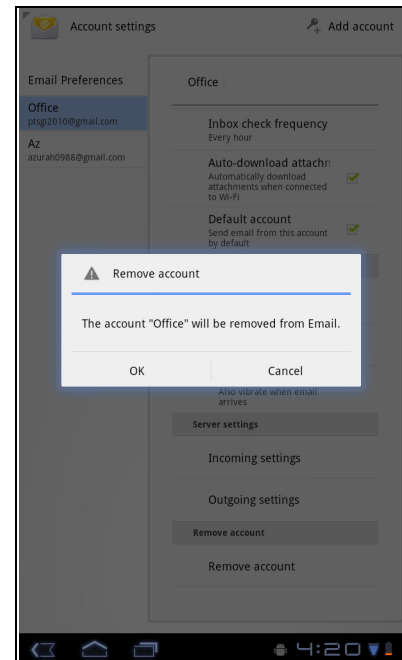 Account settings
Add account
Email Preferences
Office
Office
ptsgi2010@gmail.com
Az
azurah0988@gmail.com
Inbox check frequency
Every hour
Auto-download attachn
Automatically download
attachments when connected
to Wi-Fi
Default account
Send email from this account
by default
Remove account
The account "Office" will be removed from Email.
OK
Cancel
Also vibrate when email
arrives
Server settings
Incoming settings
Outgoing settings
Remove account
Remove account
4:20